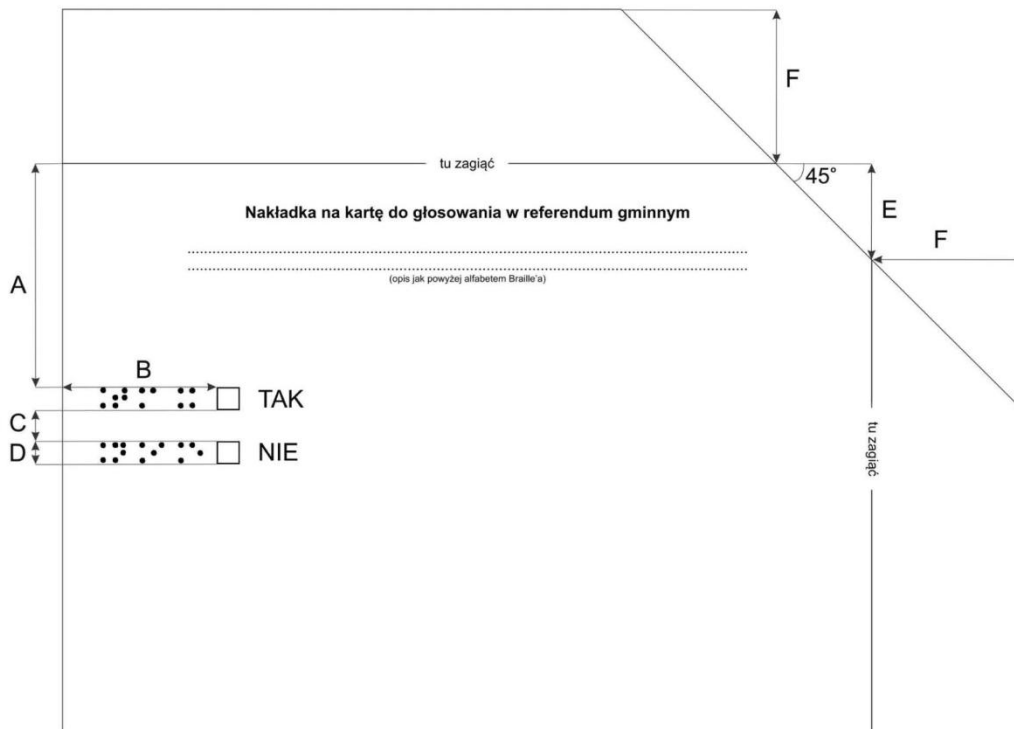 F
tu zagiąć
45°
Nakładka na kartę do głosowania w referendum gminnym
E
F
(opis jak powyżej alfabetem Braille'a)
A
B
TAK
C
D
NIE
tu zagiąć